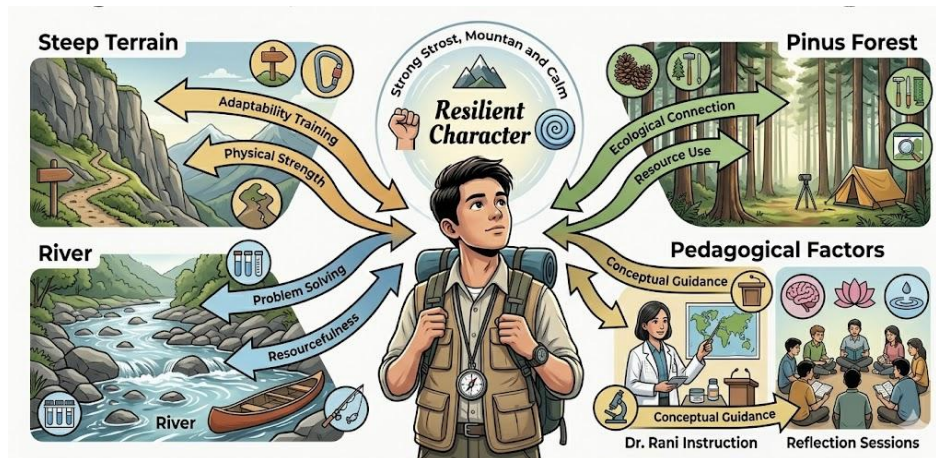 Steep Terrain
Adaptability Training
Physical Strength
Strong Strost, Mountan and Calm
Resilient
Character
Pinus Forest
Ecological Connection
Resource Use
River
Problem Solving
Resourcefulness
River
Pedagogical Factors
Conceptual Guidance
Conceptual Guidance
Dr. Rani Instruction
Reflection Sessions